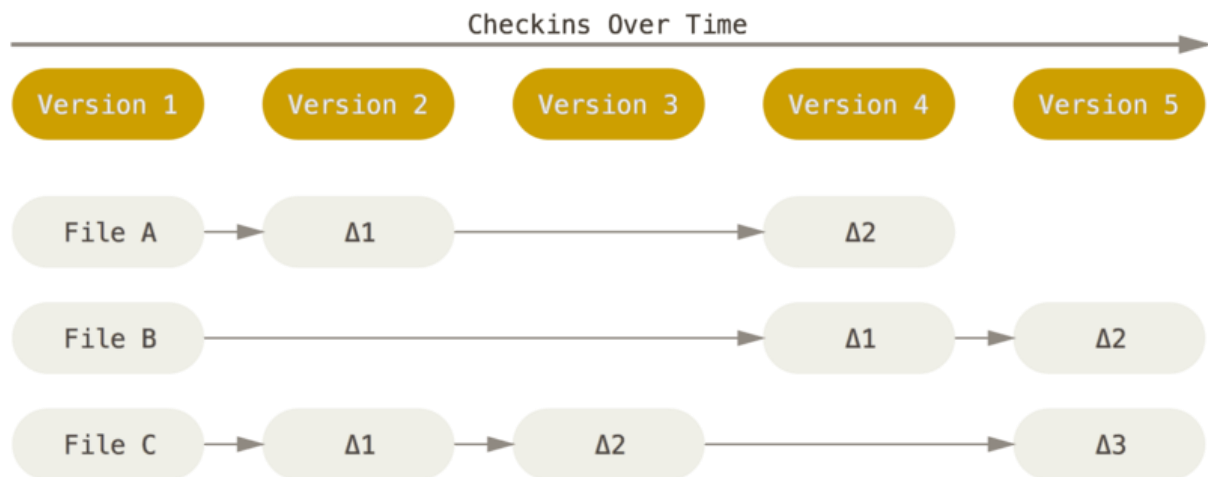 Checkins Over Time
Version 1 Version 2 Version 3 Version 4 Version 5
File A Δ1 Δ2
File B Δ1 Δ2
File C Δ1 Δ2 Δ3